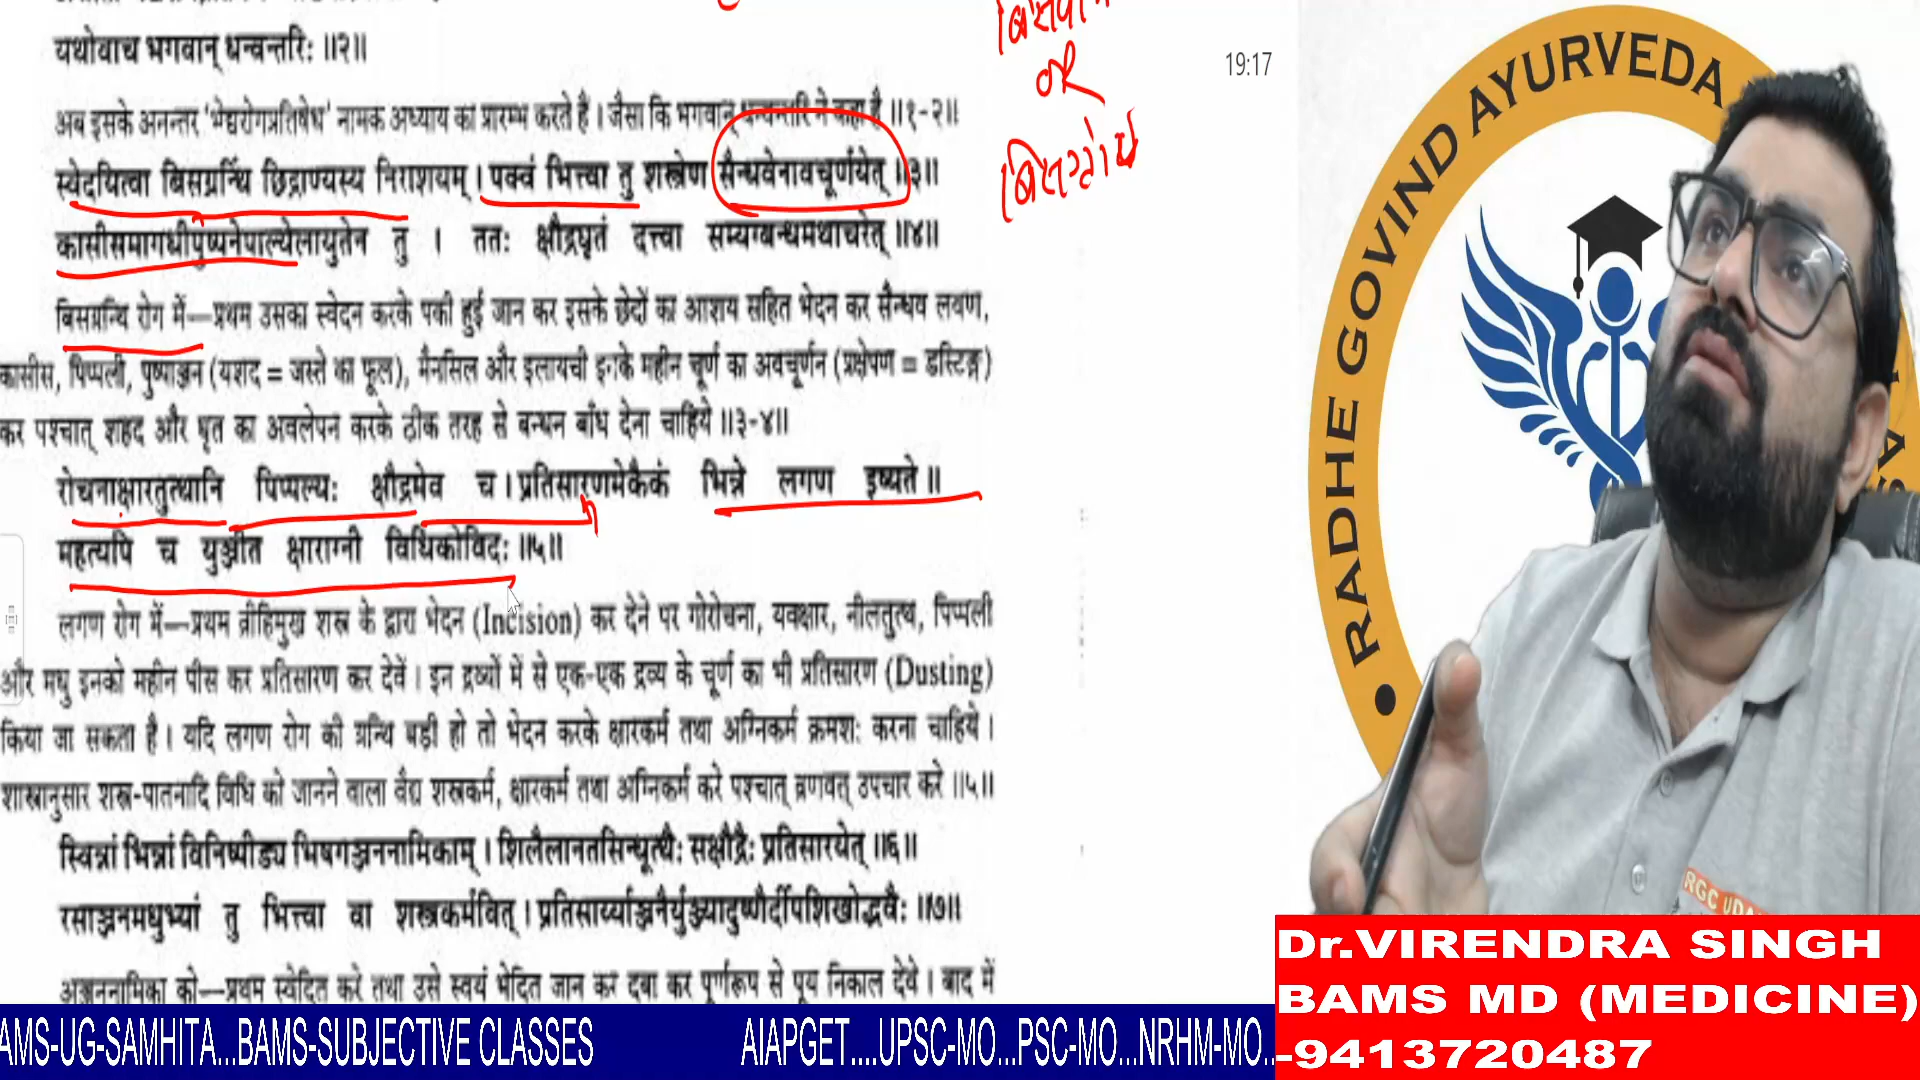 यथोवाच भगवान् धन्वन्तरिः ॥२॥
अब इसके अनन्तर 'भेद्यरोगप्रतिषेध' नामक अध्याय का प्रारम्भ करते है । जैसा कि भगवान् धन्वन्तरि ने कहा है ॥१-२॥
स्वेदयित्वा बिसग्रन्थिं छिद्राण्यस्य निराशयम् । पक्वं भित्त्वा तु शस्त्रेण सैन्धवेनावचूर्णयेत् ॥३॥
कासीसमागधीपुष्पनेपाल्येलायुतेन तु । ततः क्षौद्रघृतं दत्त्वा सम्यग्बन्धमथाचरेत् ॥४॥
बिसग्रन्थि रोग में—प्रथम उसका स्वेदन करके पकी हुई जान कर इसके छेदों का आशय सहित भेदन कर सैन्धव लवण,
कासीस, पिप्पली, पुष्पाञ्जन (यशद = जस्ते का फूल), मैनसिल और इलायची इनके महीन चूर्ण का अवचूर्णन (प्रक्षेपण = डस्टिङ्ग)
कर पश्चात् शहद और घृत का अवलेपन करके ठीक तरह से बन्धन बाँध देना चाहिये ॥३-४॥
रोचनाक्षारतुत्थानि पिप्पल्यः क्षौद्रमेव च । प्रतिसारणमेकैकं भिन्ने लगण इष्यते ॥
महत्यपि च युञ्जीत क्षाराग्नी विधिकोविदः ॥५॥
लगण रोग में—प्रथम व्रीहिमुख शस्त्र के द्वारा भेदन (Incision) कर देने पर गोरोचना, यवक्षार, नीलतुत्थ, पिप्पली
और मधु इनको महीन पीस कर प्रतिसारण कर देवें । इन द्रव्यों में से एक-एक द्रव्य के चूर्ण का भी प्रतिसारण (Dusting)
किया जा सकता है । यदि लगण रोग की ग्रन्थि बड़ी हो तो भेदन करके क्षारकर्म तथा अग्निकर्म क्रमशः करना चाहिये ।
शास्त्रानुसार शस्त्र-पातनादि विधि को जानने वाला वैद्य शस्त्रकर्म, क्षारकर्म तथा अग्निकर्म करे पश्चात् व्रणवत् उपचार करे ॥५॥
स्विन्नां भिन्नां विनिष्पीड्य भिषगञ्जननामिकाम् । शिलैलानतसिन्धूत्थैः सक्षौद्रैः प्रतिसारयेत् ॥६॥
रसाञ्जनमधुभ्यां तु भित्त्वा वा शस्त्रकर्मवित् । प्रतिसार्य्याञ्जनैर्युञ्ज्यादुष्णैर्दीपशिखोद्भवैः ॥७॥
अञ्जननामिका को—प्रथम स्वेदित करे तथा उसे स्वयं भेदित जान कर दबा कर पूर्णरूप से पूय निकाल देवे । बाद में
OR
बिसग्रंथि
19:17
RADHE GOVIND AYURVEDA
RGC UDA
Dr.VIRENDRA SINGH
BAMS MD (MEDICINE)
-9413720487
AMS-UG-SAMHITA...BAMS-SUBJECTIVE CLASSES AIAPGET....UPSC-MO...PSC-MO...NRHM-MO..